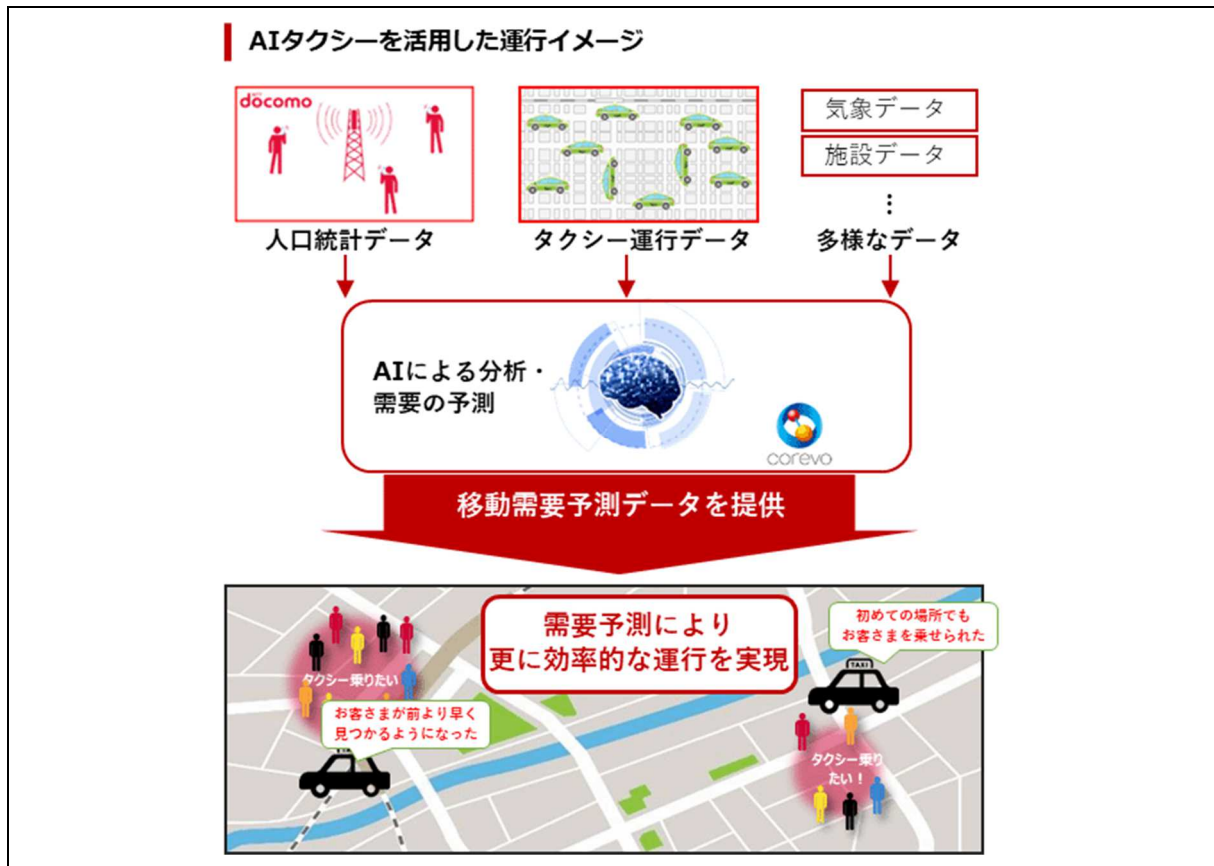 AIタクシーを活用した運行イメージ
döcomo
気象データ
施設データ
⋮
人口統計データ
タクシー運行データ
多様なデータ
AIによる分析・
需要の予測
corevo
移動需要予測データを提供
需要予測により
更に効率的な運行を実現
初めての場所でも
お客さまを乗せられた
TAXI
タクシー乗りたい
お客さまが前より早く
見つかるようになった
タクシー乗り
たい！